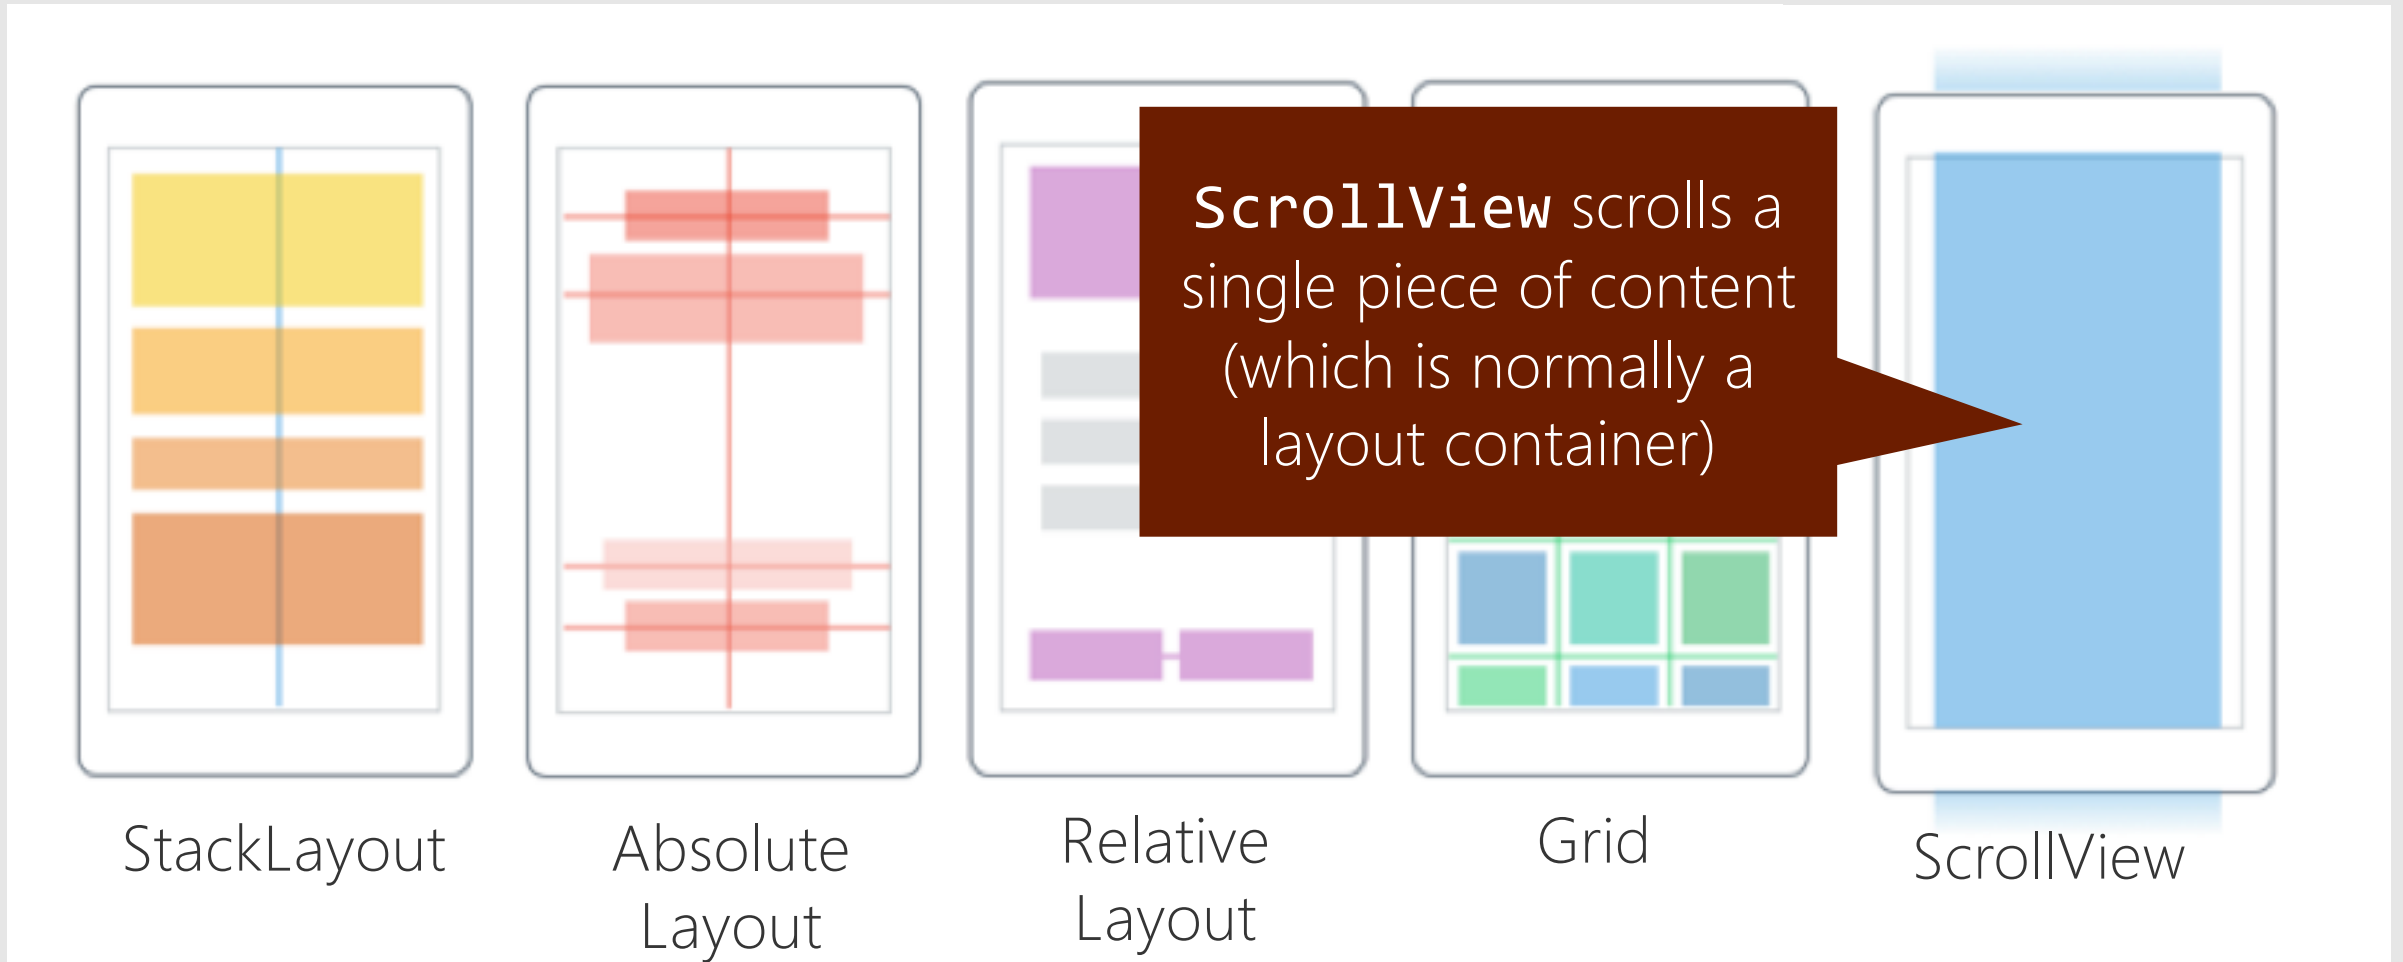 ScrollView scrolls a
single piece of content
(which is normally a
layout container)
StackLayout
Absolute
Layout
Relative
Layout
Grid
ScrollView